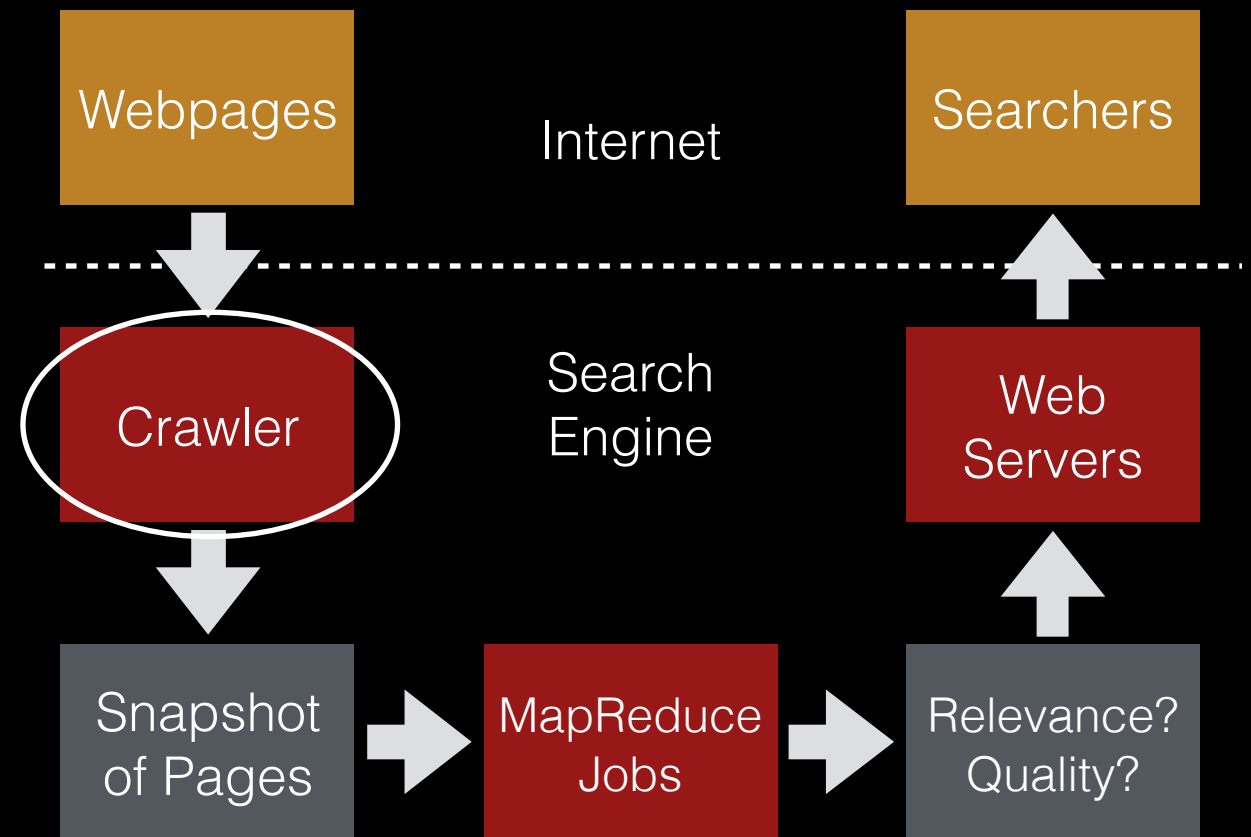 Webpages
Internet
Searchers
Crawler
Search
Engine
Web
Servers
Snapshot
of Pages
MapReduce
Jobs
Relevance?
Quality?